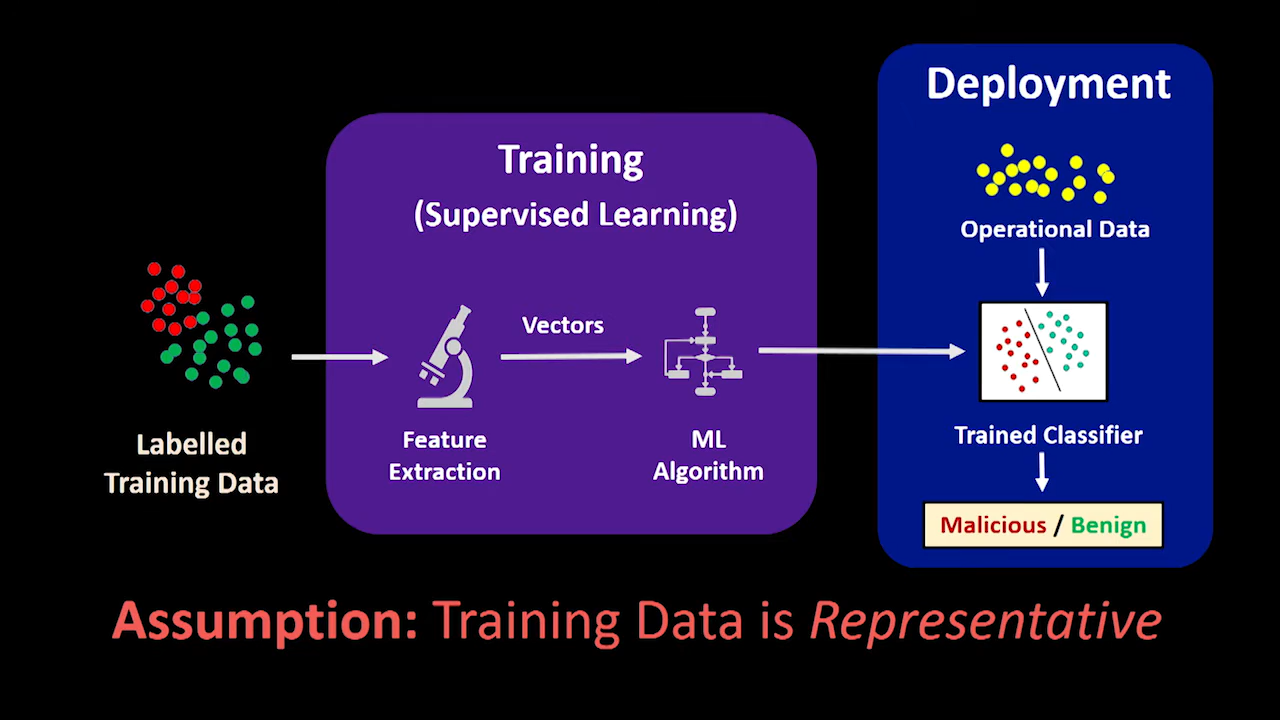 Deployment
Training
(Supervised Learning)
Operational Data
Vectors
Labelled
Training Data
Feature
Extraction
ML
Algorithm
Trained Classifier
Malicious / Benign
Assumption: Training Data is Representative